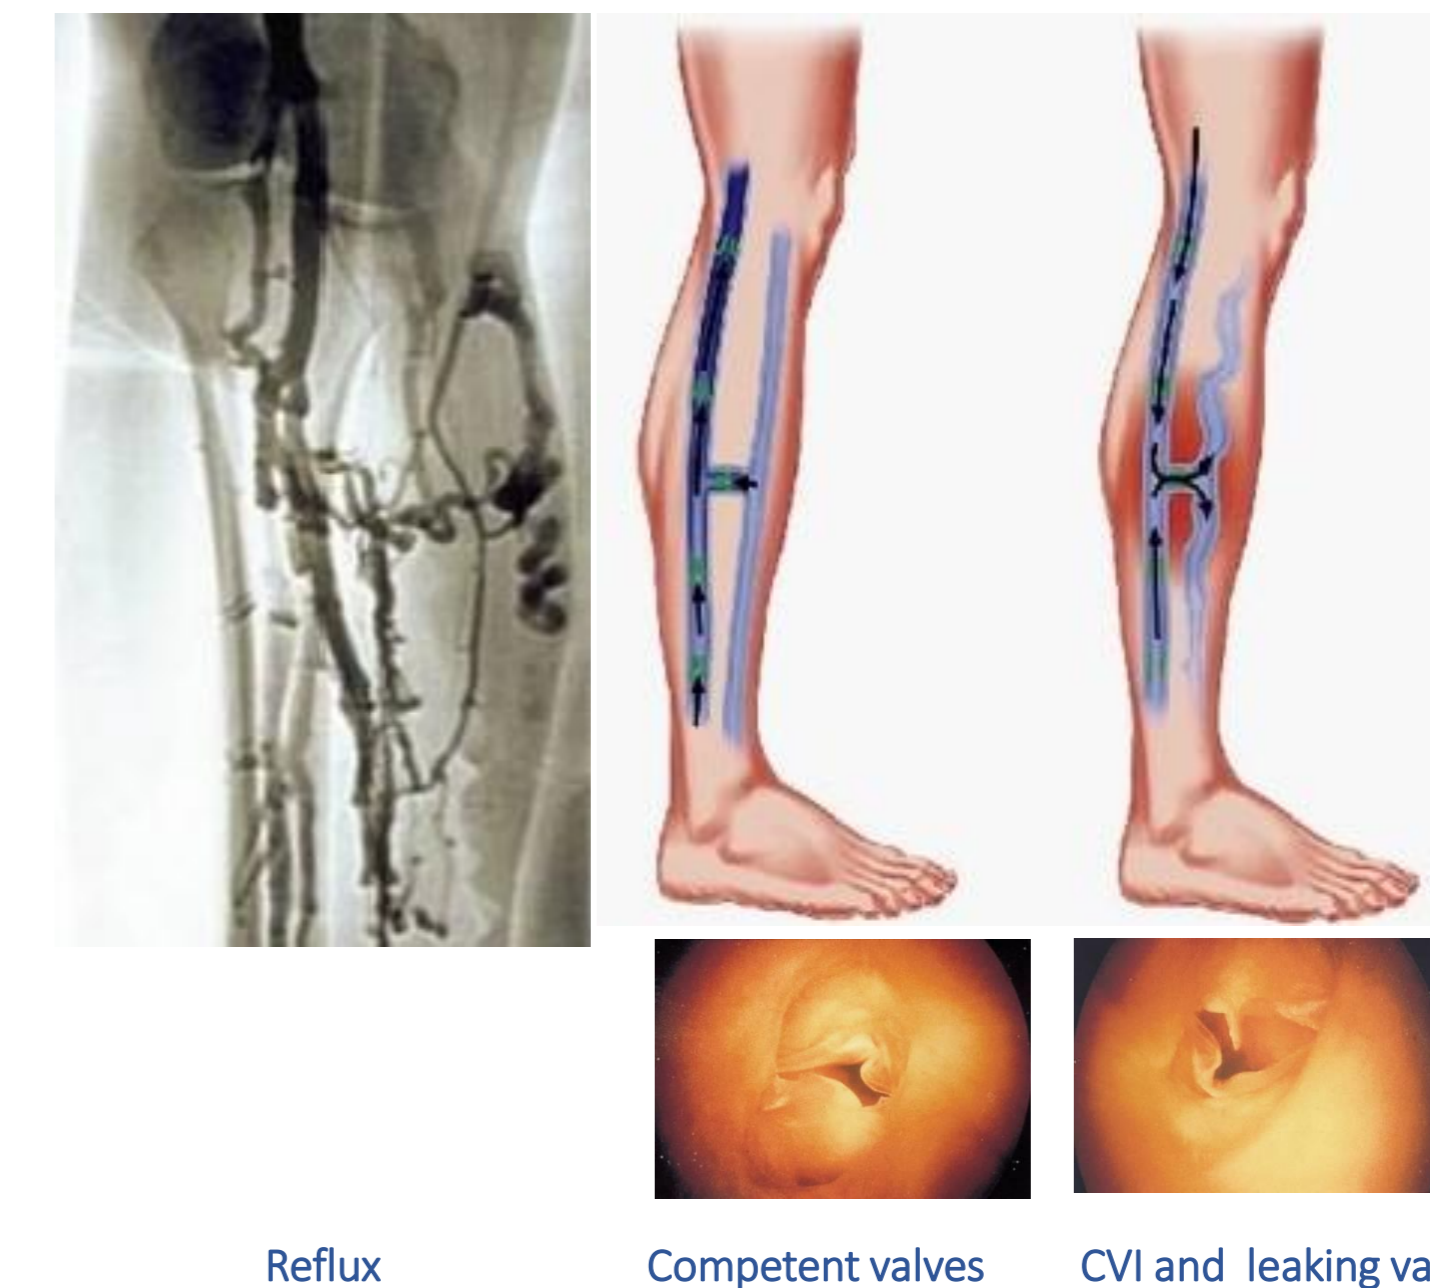 Reflux
Competent valves
CVI and leaking va